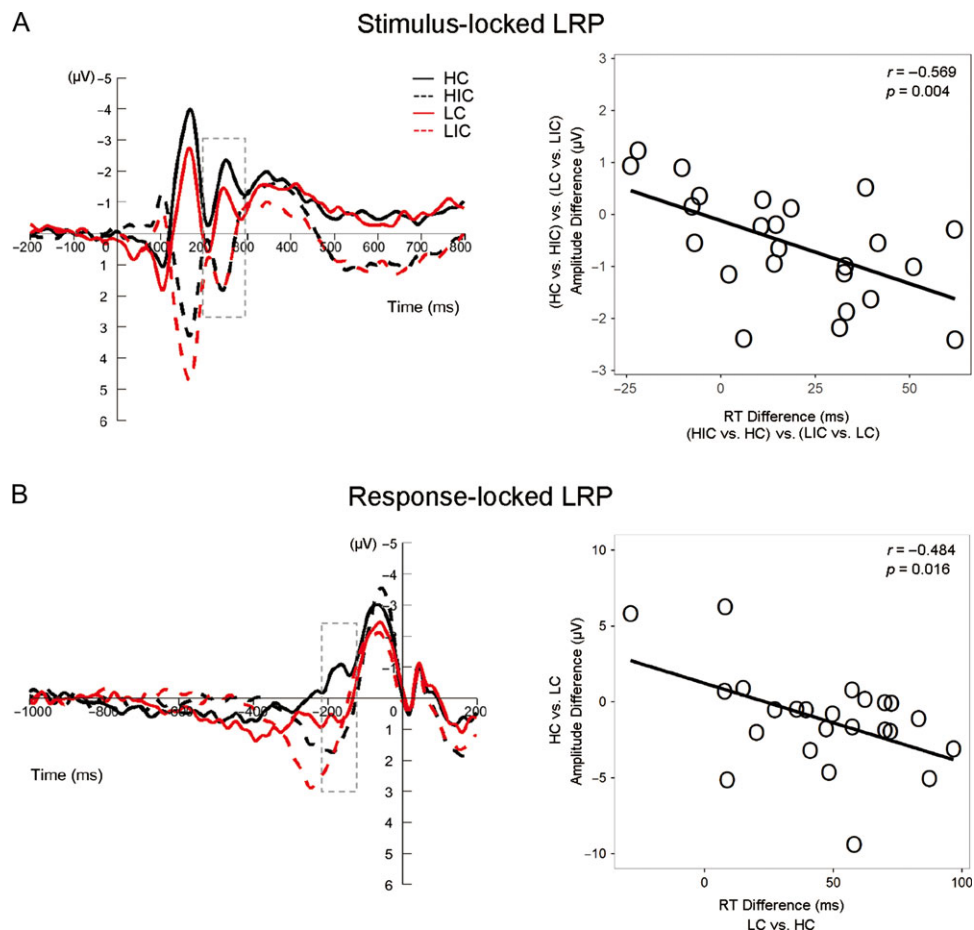 A
Stimulus-locked LRP
(µV)
-5
-4
-3
-2
-1
1
2
3
4
5
6
-200
-100
0
100
200
300
400
500
600
700
800
Time (ms)
HC
HIC
LC
LIC
r = −0.569
p = 0.004
(HC vs. HIC) vs. (LC vs. LIC)
Amplitude Difference (µV)
3
2
1
0
−1
−2
−3
−25
0
25
50
RT Difference (ms)
(HIC vs. HC) vs. (LIC vs. LC)
B
Response-locked LRP
(µV)
-5
-4
-3
-2
-1
1
2
3
4
5
6
-1000
-800
-600
-400
-200
0
200
Time (ms)
r = −0.484
p = 0.016
HC vs. LC
Amplitude Difference (µV)
10
5
0
−5
−10
0
50
100
RT Difference (ms)
LC vs. HC